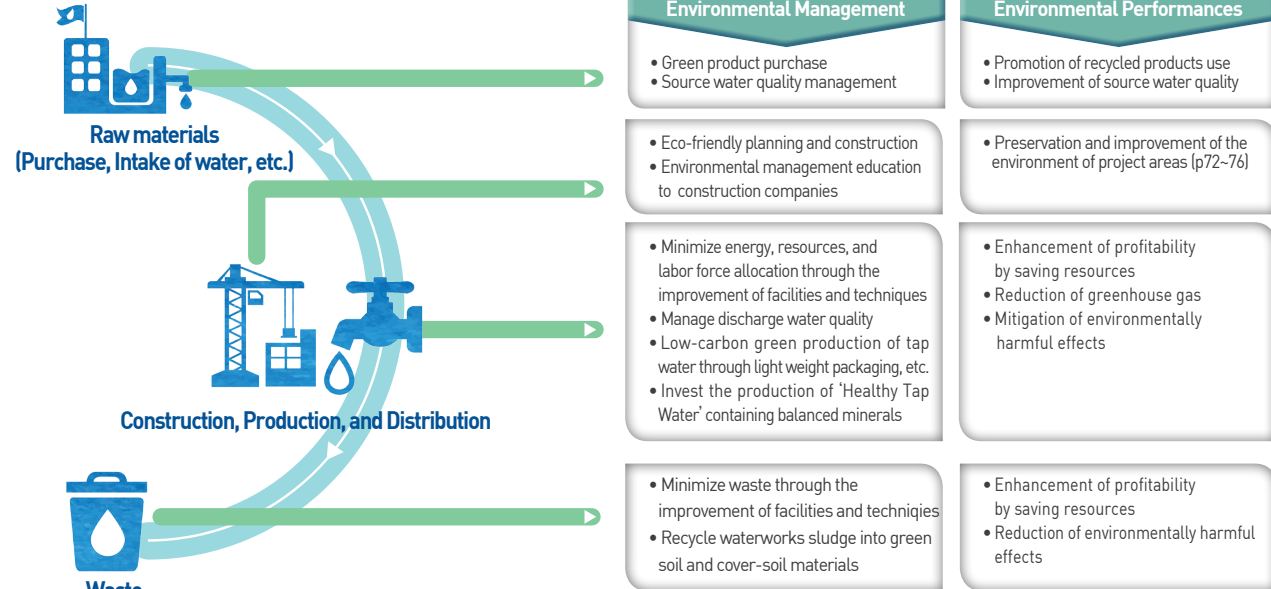 Environmental Management
Environmental Performances
Raw materials
(Purchase, Intake of water, etc.)
• Green product purchase
• Source water quality management
• Promotion of recycled products use
• Improvement of source water quality
• Eco-friendly planning and construction
• Environmental management education
to construction companies
• Preservation and improvement of the
environment of project areas (p72~76)
Construction, Production, and Distribution
• Minimize energy, resources, and
labor force allocation through the
improvement of facilities and techniques
• Manage discharge water quality
• Low-carbon green production of tap
water through light weight packaging, etc.
• Invest the production of ‘Healthy Tap
Water’ containing balanced minerals
• Enhancement of profitability
by saving resources
• Reduction of greenhouse gas
• Mitigation of environmentally
harmful effects
Waste
• Minimize waste through the
improvement of facilities and techniqies
• Recycle waterworks sludge into green
soil and cover-soil materials
• Enhancement of profitability
by saving resources
• Reduction of environmentally harmful
effects